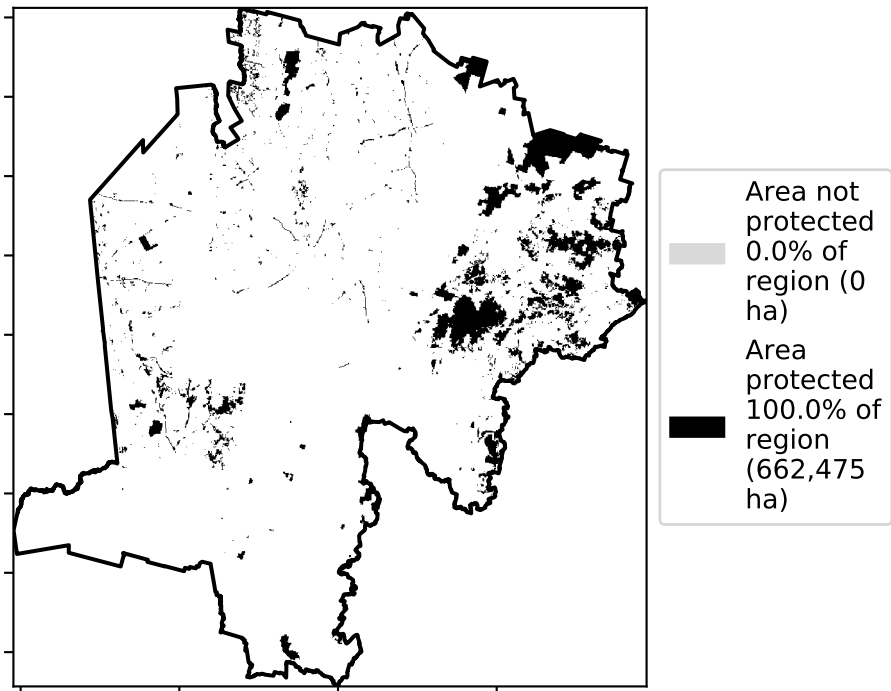 Area not
protected
0.0% of
region (0
ha)
Area
protected
100.0% of
region
(662,475
ha)